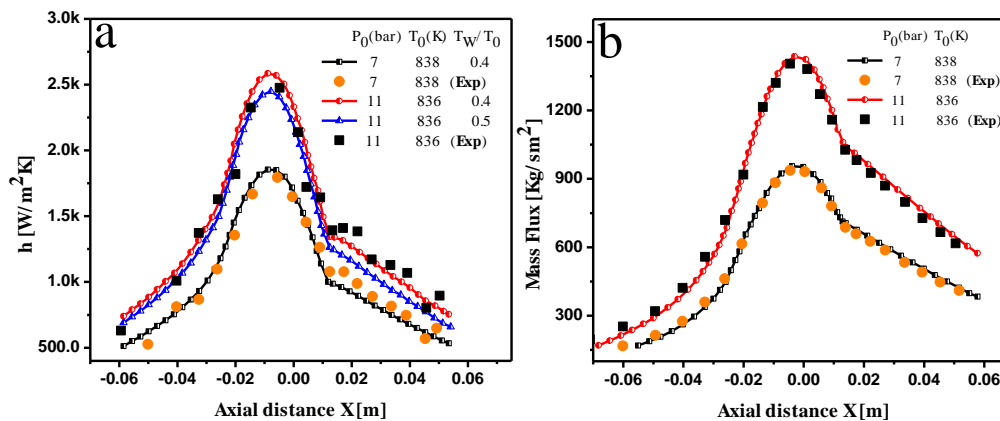 a
P0(bar) T0(K) TW/T0
7 838 0.4
7 838 (Exp)
11 836 0.4
11 836 0.5
11 836 (Exp)
3.0k
2.5k
2.0k
1.5k
1.0k
500.0
h [W/m²K]
-0.06 -0.04 -0.02 0.00 0.02 0.04 0.06
Axial distance X[m]
b
P0(bar) T0(K)
7 838
7 838 (Exp)
11 836
11 836 (Exp)
1500
1200
900
600
300
Mass Flux [Kg/sm²]
-0.06 -0.04 -0.02 0.00 0.02 0.04 0.06
Axial distance X[m]